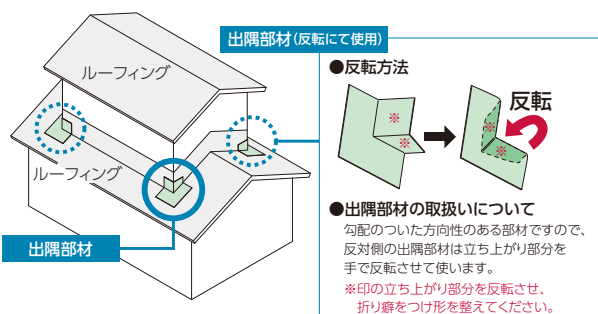 出隅部材(反転にて使用)
ルーフィング
ルーフィング
出隅部材
●反転方法
※
※
反転
※
※
●出隅部材の取扱いについて
勾配のついた方向性のある部材ですので、
反対側の出隅部材は立ち上がり部分を
手で反転させて使います。
※印の立ち上がり部分を反転させ、
折り癖をつけ形を整えてください。